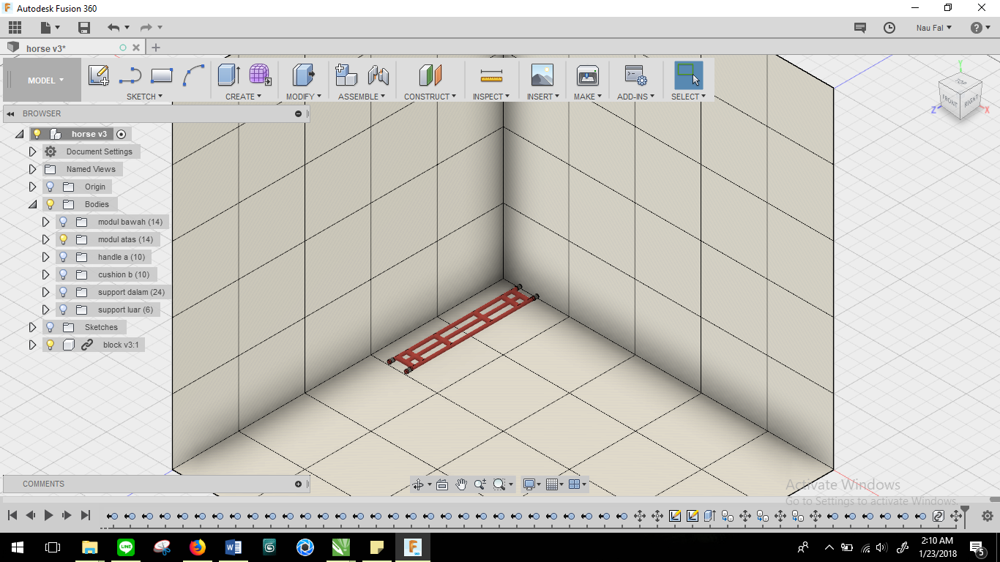 Autodesk Fusion 360
Nau Fal
horse v3*
MODEL
SKETCH
CREATE
MODIFY
ASSEMBLE
CONSTRUCT
INSPECT
INSERT
MAKE
ADD-INS
SELECT
Y
TOP
FRONT
RIGHT
Z
X
BROWSER
horse v3
Document Settings
Named Views
Origin
Bodies
modul bawah (14)
modul atas (14)
handle a (10)
cushion b (10)
support dalam (24)
support luar (6)
Sketches
block v3:1
COMMENTS
Activate Windows
Go to Settings to activate Windows.
LINE
2:10 AM
1/23/2018
5